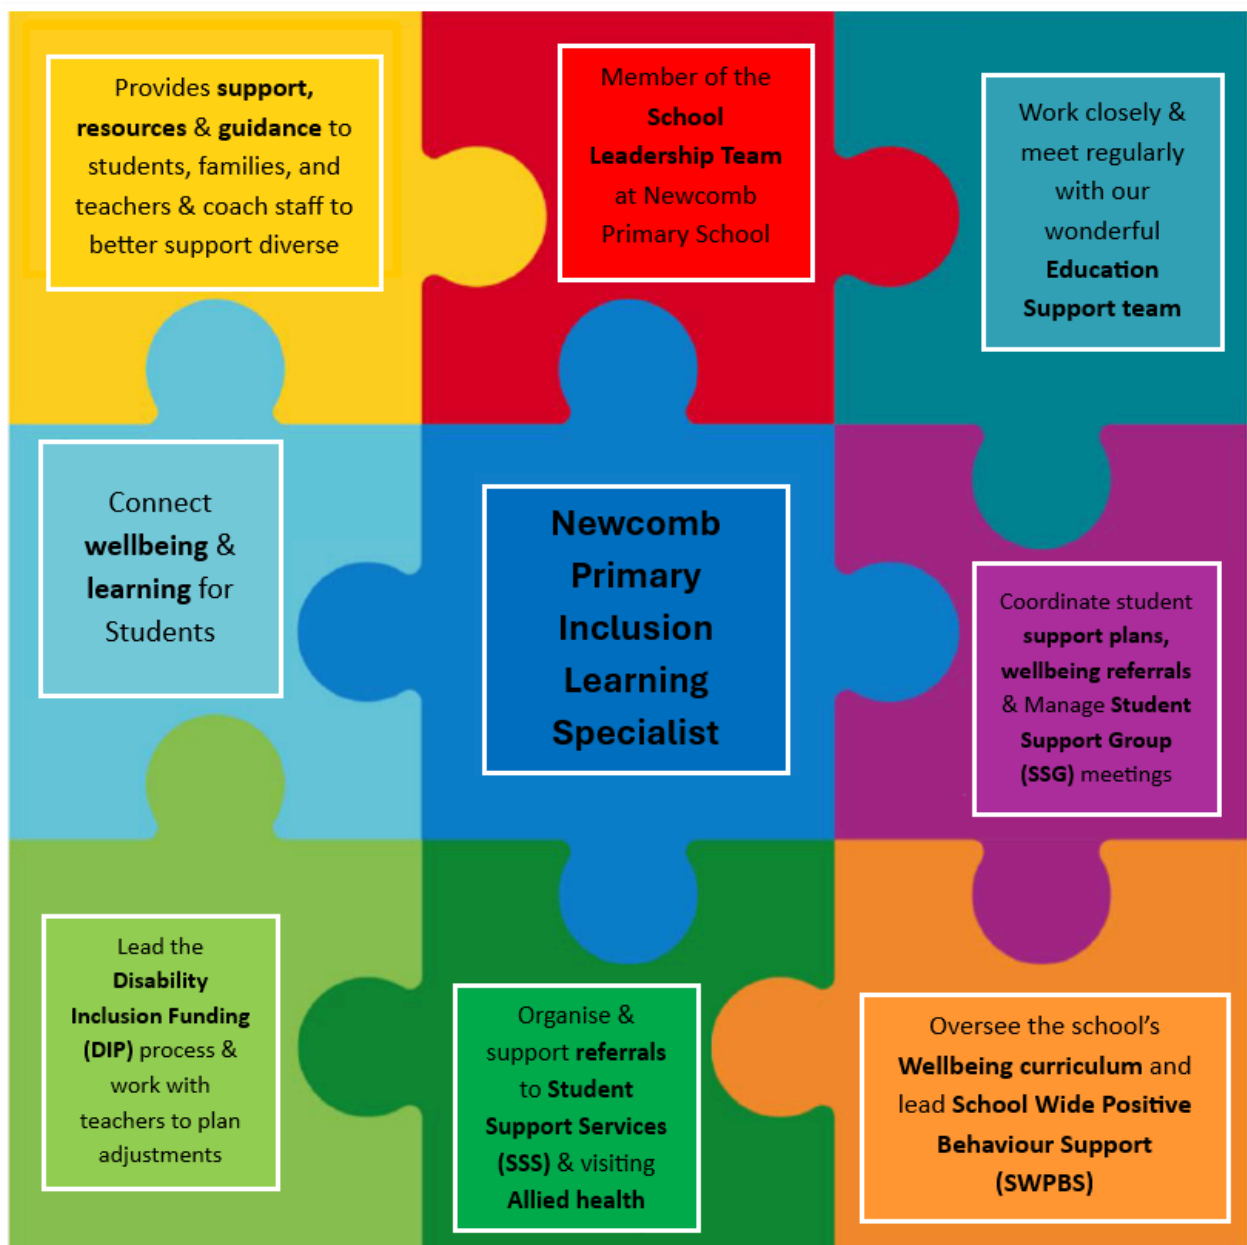 Provides support,
resources & guidance to
students, families, and
teachers & coach staff to
better support diverse
Member of the
School
Leadership Team
at Newcomb
Primary School
Work closely &
meet regularly
with our
wonderful
Education
Support team
Connect
wellbeing &
learning for
Students
Newcomb
Primary
Inclusion
Learning
Specialist
Coordinate student
support plans,
wellbeing referrals
& Manage Student
Support Group
(SSG) meetings
Lead the
Disability
Inclusion Funding
(DIP) process &
work with
teachers to plan
adjustments
Organise &
support referrals
to Student
Support Services
(SSS) & visiting
Allied health
Oversee the school’s
Wellbeing curriculum and
lead School Wide Positive
Behaviour Support
(SWPBS)